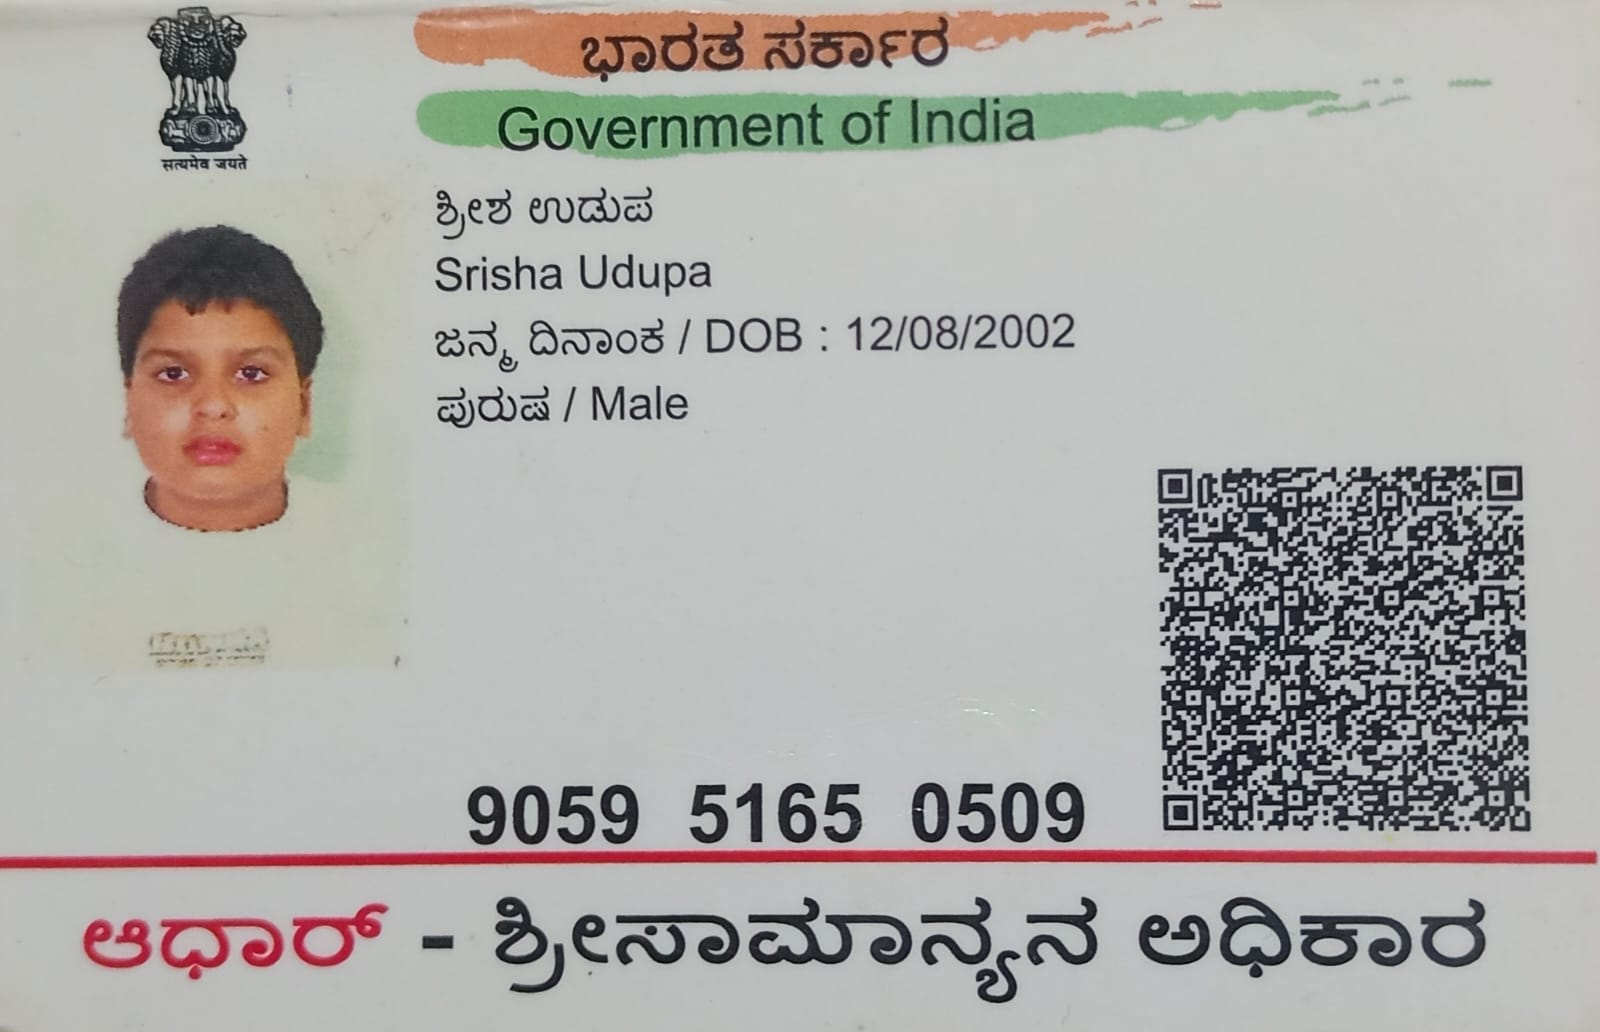 ಭಾರತ ಸರ್ಕಾರ
Government of India
सत्यमेव जयते
ಶ್ರೀಶ ಉಡುಪ
Srisha Udupa
ಜನ್ಮ ದಿನಾಂಕ / DOB : 12/08/2002
ಪುರುಷ / Male
9059 5165 0509
ಆಧಾರ್ - ಶ್ರೀಸಾಮಾನ್ಯನ ಅಧಿಕಾರ